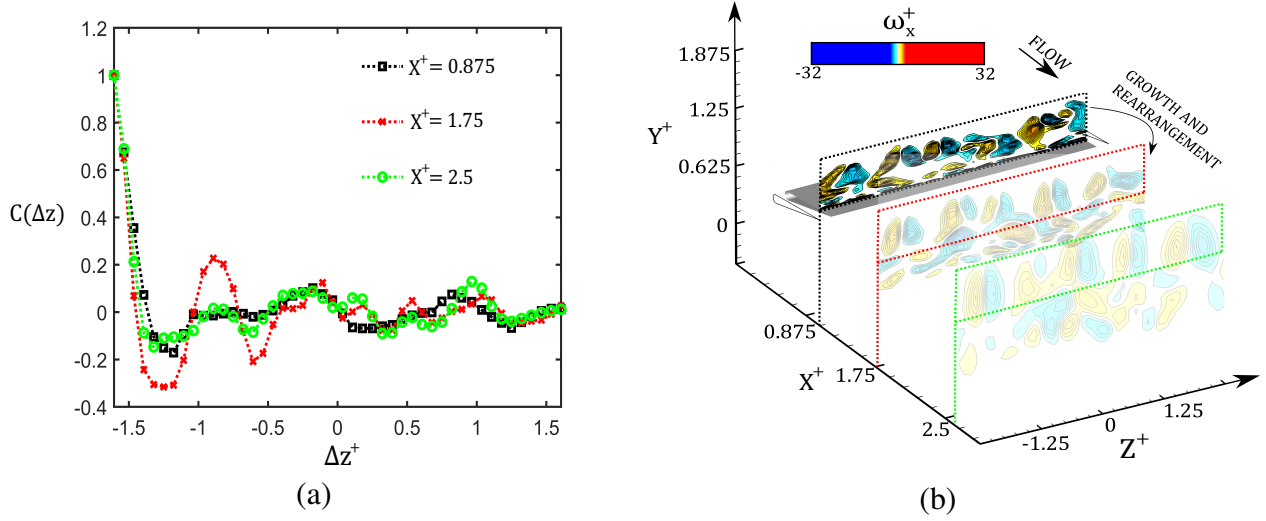 1.2
1
0.8
0.6
0.4
0.2
0
-0.2
-0.4
C(Δz)
X⁺= 0.875
X⁺= 1.75
X⁺= 2.5
-1.5 -1 -0.5 0 0.5 1 1.5
Δz⁺
(a)
ωₓ⁺
-32 32
FLOW
GROWTH AND
REARRANGEMENT
1.875
1.25
0.625
0
Y⁺
0.875
1.75
2.5
X⁺
-1.25 0 1.25
Z⁺
(b)